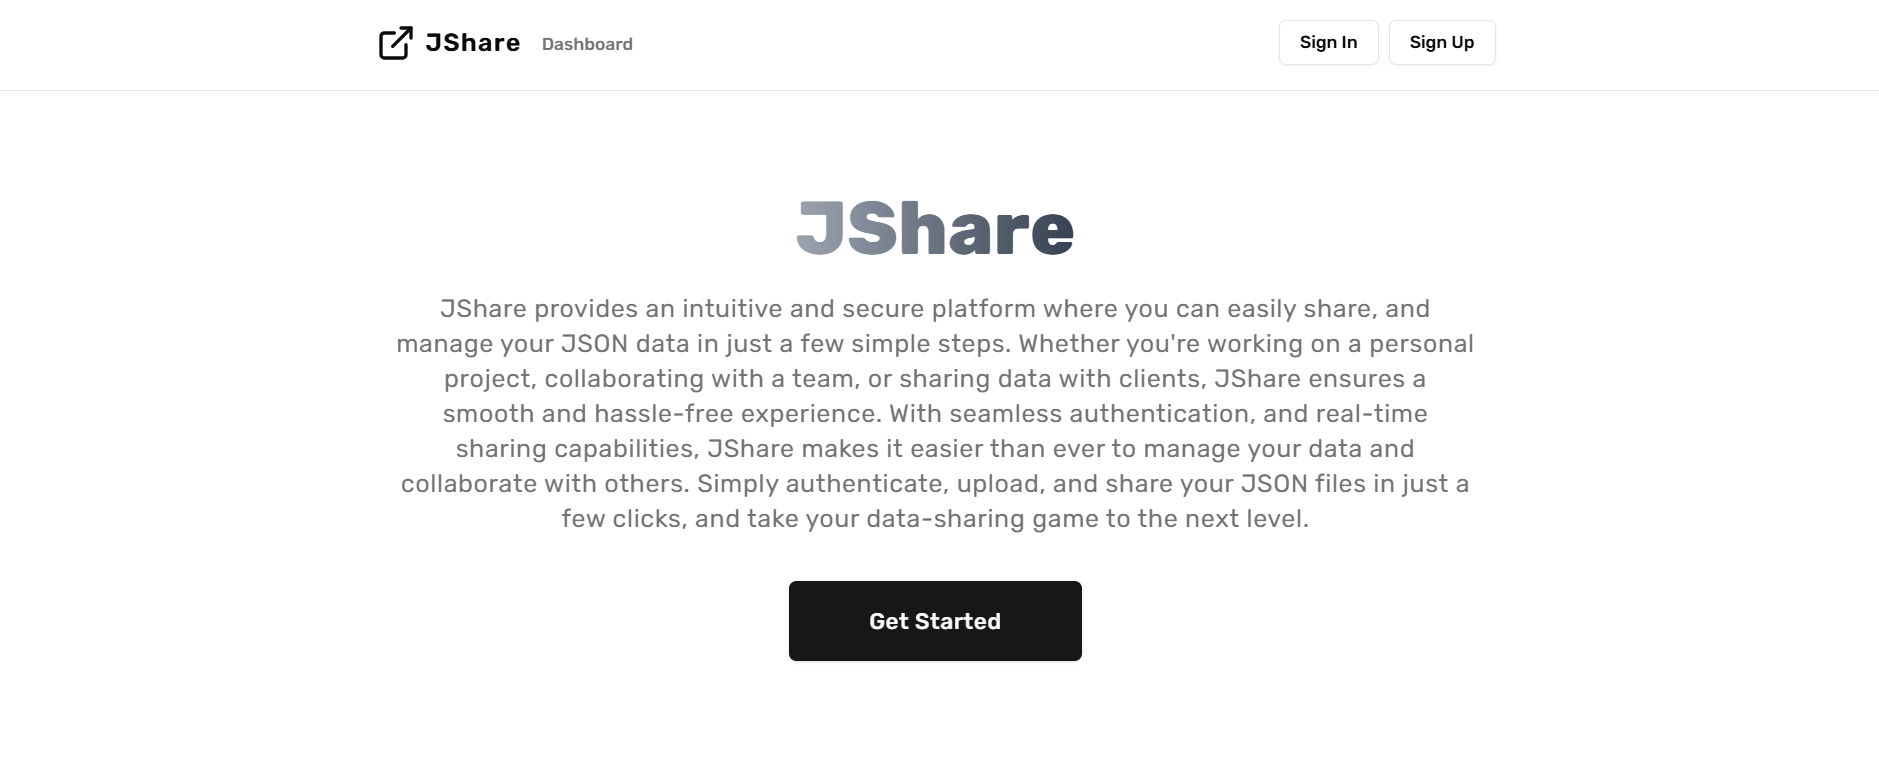 JShare
Dashboard
Sign In
Sign Up
JShare
JShare provides an intuitive and secure platform where you can easily share, and
manage your JSON data in just a few simple steps. Whether you're working on a personal
project, collaborating with a team, or sharing data with clients, JShare ensures a
smooth and hassle-free experience. With seamless authentication, and real-time
sharing capabilities, JShare makes it easier than ever to manage your data and
collaborate with others. Simply authenticate, upload, and share your JSON files in just a
few clicks, and take your data-sharing game to the next level.
Get Started